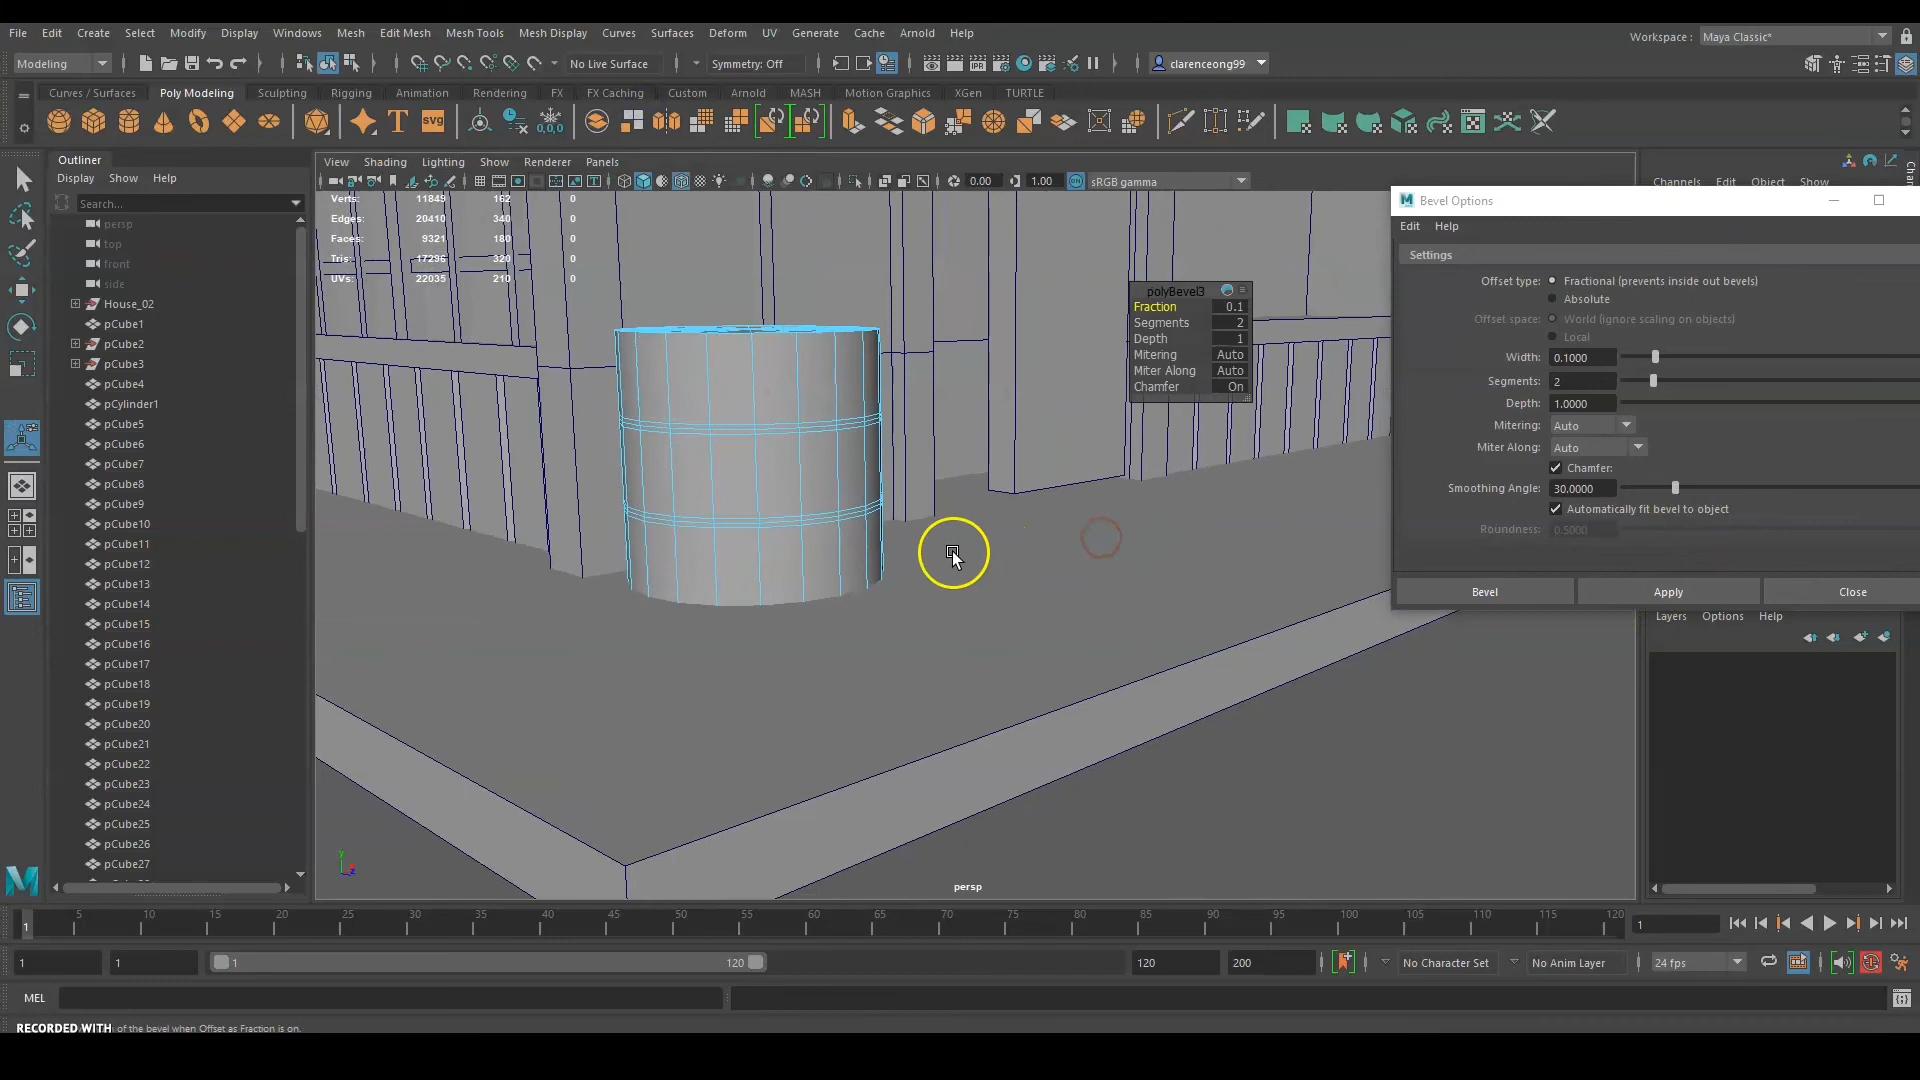 File Edit Create Select Modify Display Windows Mesh Edit Mesh Mesh Tools Mesh Display Curves Surfaces Deform UV Generate Cache Arnold Help
Workspace : Maya Classic*
Modeling No Live Surface Symmetry: Off clarenceong99
Curves / Surfaces Poly Modeling Sculpting Rigging Animation Rendering FX FX Caching Custom Arnold MASH Motion Graphics XGen TURTLE
T svg 0,0,0 IPR
Outliner
Display Show Help
Search...
persp
top
front
side
House_02
pCube1
pCube2
pCube3
pCube4
pCylinder1
pCube5
pCube6
pCube7
pCube8
pCube9
pCube10
pCube11
pCube12
pCube13
pCube14
pCube15
pCube16
pCube17
pCube18
pCube19
pCube20
pCube21
pCube22
pCube23
pCube24
pCube25
pCube26
pCube27
View Shading Lighting Show Renderer Panels
0.00 1.00 ON sRGB gamma
Verts: 11849 162 0
Edges: 20410 340 0
Faces: 9321 180 0
Tris: 17296 320 0
UVs: 22035 210 0
polyBevel3
Fraction 0.1
Segments 2
Depth 1
Mitering Auto
Miter Along Auto
Chamfer On
y
z
persp
Channels Edit Object Show
Chan
Bevel Options
Edit Help
Settings
Offset type: Fractional (prevents inside out bevels)
Absolute
Offset space: World (ignore scaling on objects)
Local
Width: 0.1000
Segments: 2
Depth: 1.0000
Mitering: Auto
Miter Along: Auto
Chamfer:
Smoothing Angle: 30.0000
Automatically fit bevel to object
Roundness: 0.5000
Bevel Apply Close
Layers Options Help
1 5 10 15 20 25 30 35 40 45 50 55 60 65 70 75 80 85 90 95 100 105 110 115 120 1
1 1 1 120 120 200 No Character Set No Anim Layer 24 fps
MEL
RECORDED WITH of the bevel when Offset as Fraction is on.